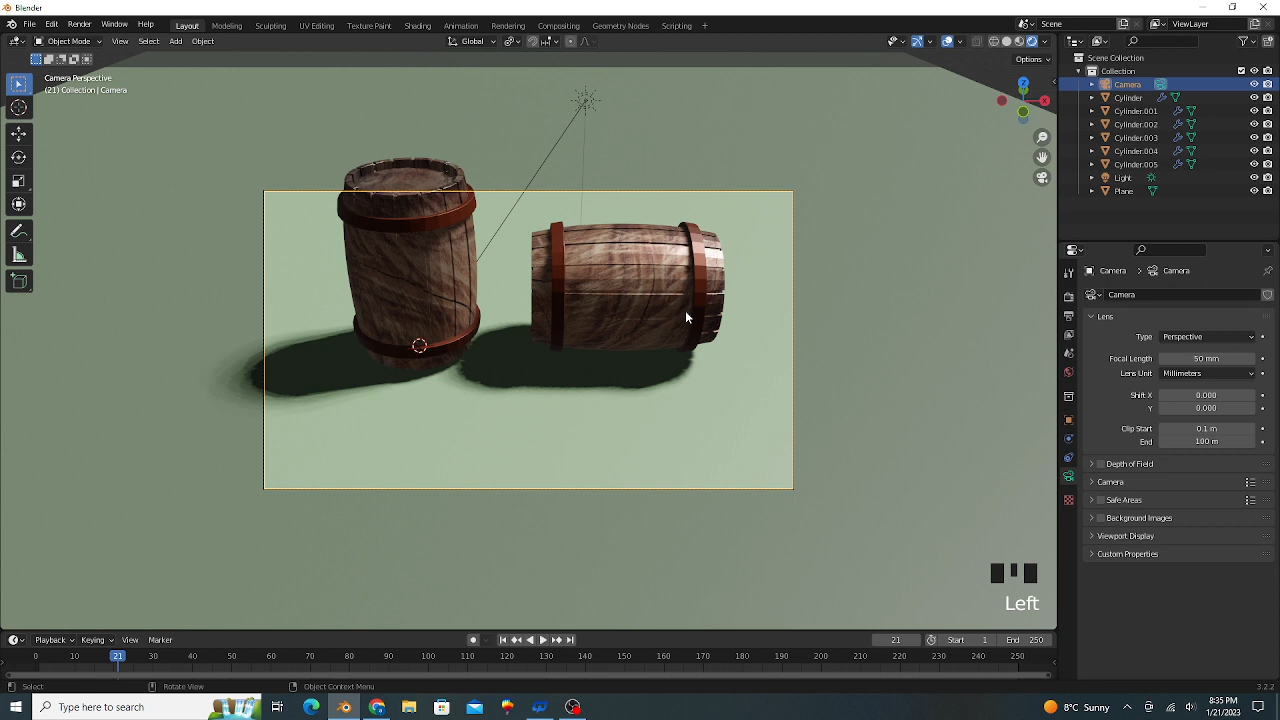 Blender
File Edit Render Window Help Layout Modeling Sculpting UV Editing Texture Paint Shading Animation Rendering Compositing Geometry Nodes Scripting + Scene ViewLayer
Object Mode View Select Add Object Global
Options
Camera Perspective
(21) Collection | Camera
X
Z
Left
Scene Collection
Collection
Camera
Cylinder
Cylinder.001
Cylinder.002
Cylinder.003
Cylinder.004
Cylinder.005
Light
Plane
Camera Camera
Camera
Lens
Type Perspective
Focal Length 50 mm
Lens Unit Millimeters
Shift X 0.000
Y 0.000
Clip Start 0.1 m
End 100 m
Depth of Field
Camera
Safe Areas
Background Images
Viewport Display
Custom Properties
Playback Keying View Marker 21 Start 1 End 250
0 10 21 30 40 50 60 70 80 90 100 110 120 130 140 150 160 170 180 190 200 210 220 230 240 250
Select Rotate View Object Context Menu 3.2.2
Type here to search 8°C Sunny 8:35 PM
1/21/2023